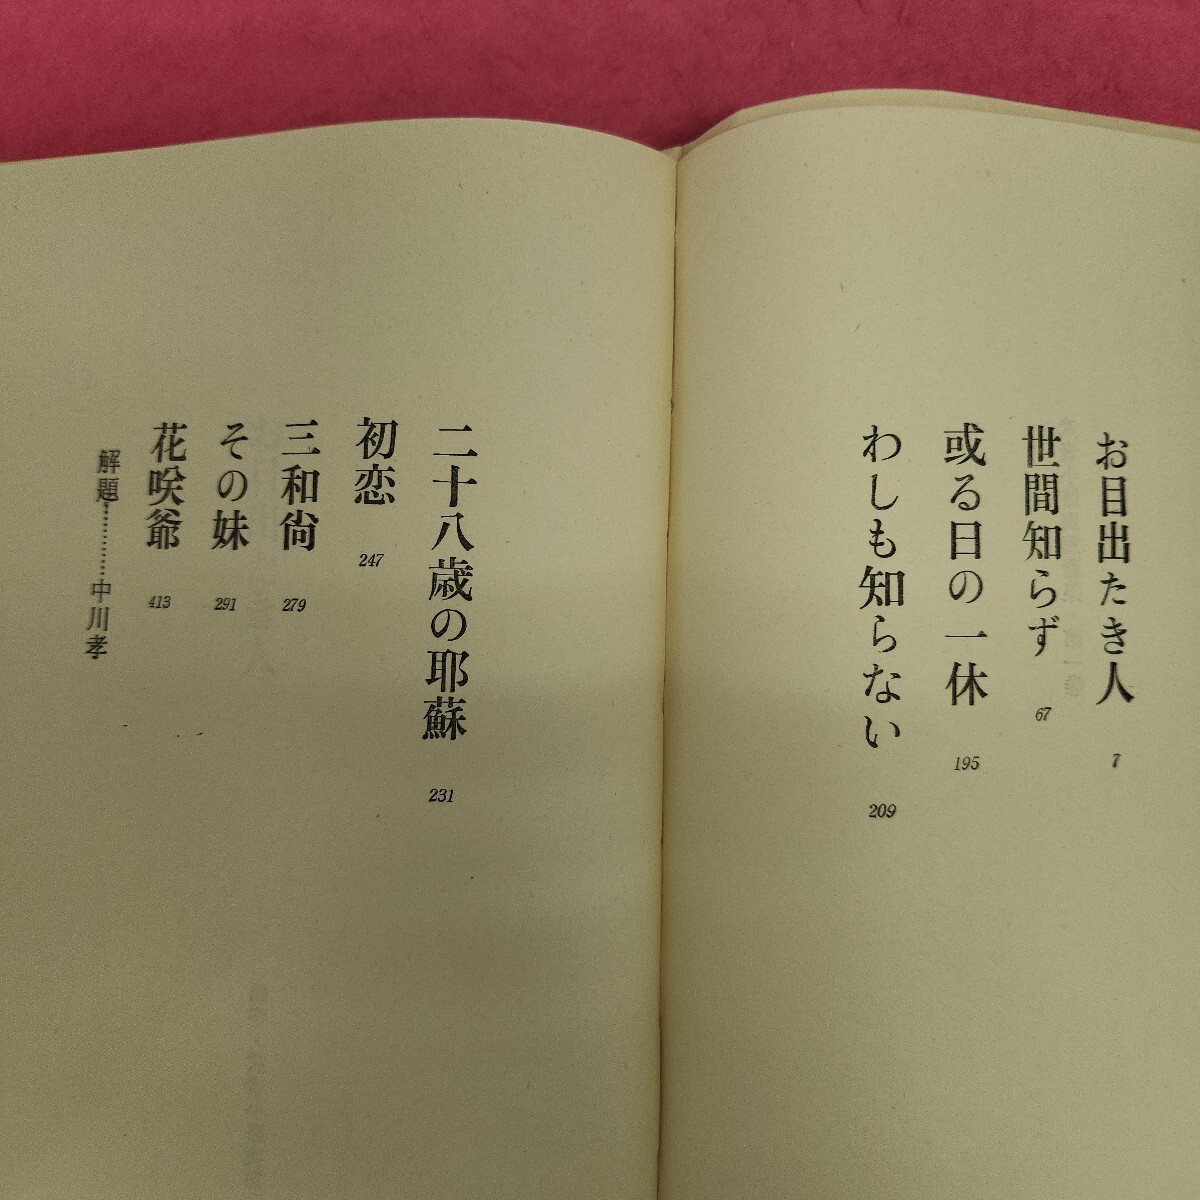 お目出たき人 7
世間知らず 67
或る日の一休 195
わしも知らない 209
二十八歳の耶蘇 231
初恋 247
三和尚 279
その妹 291
花咲爺 413
解題…………中川孝